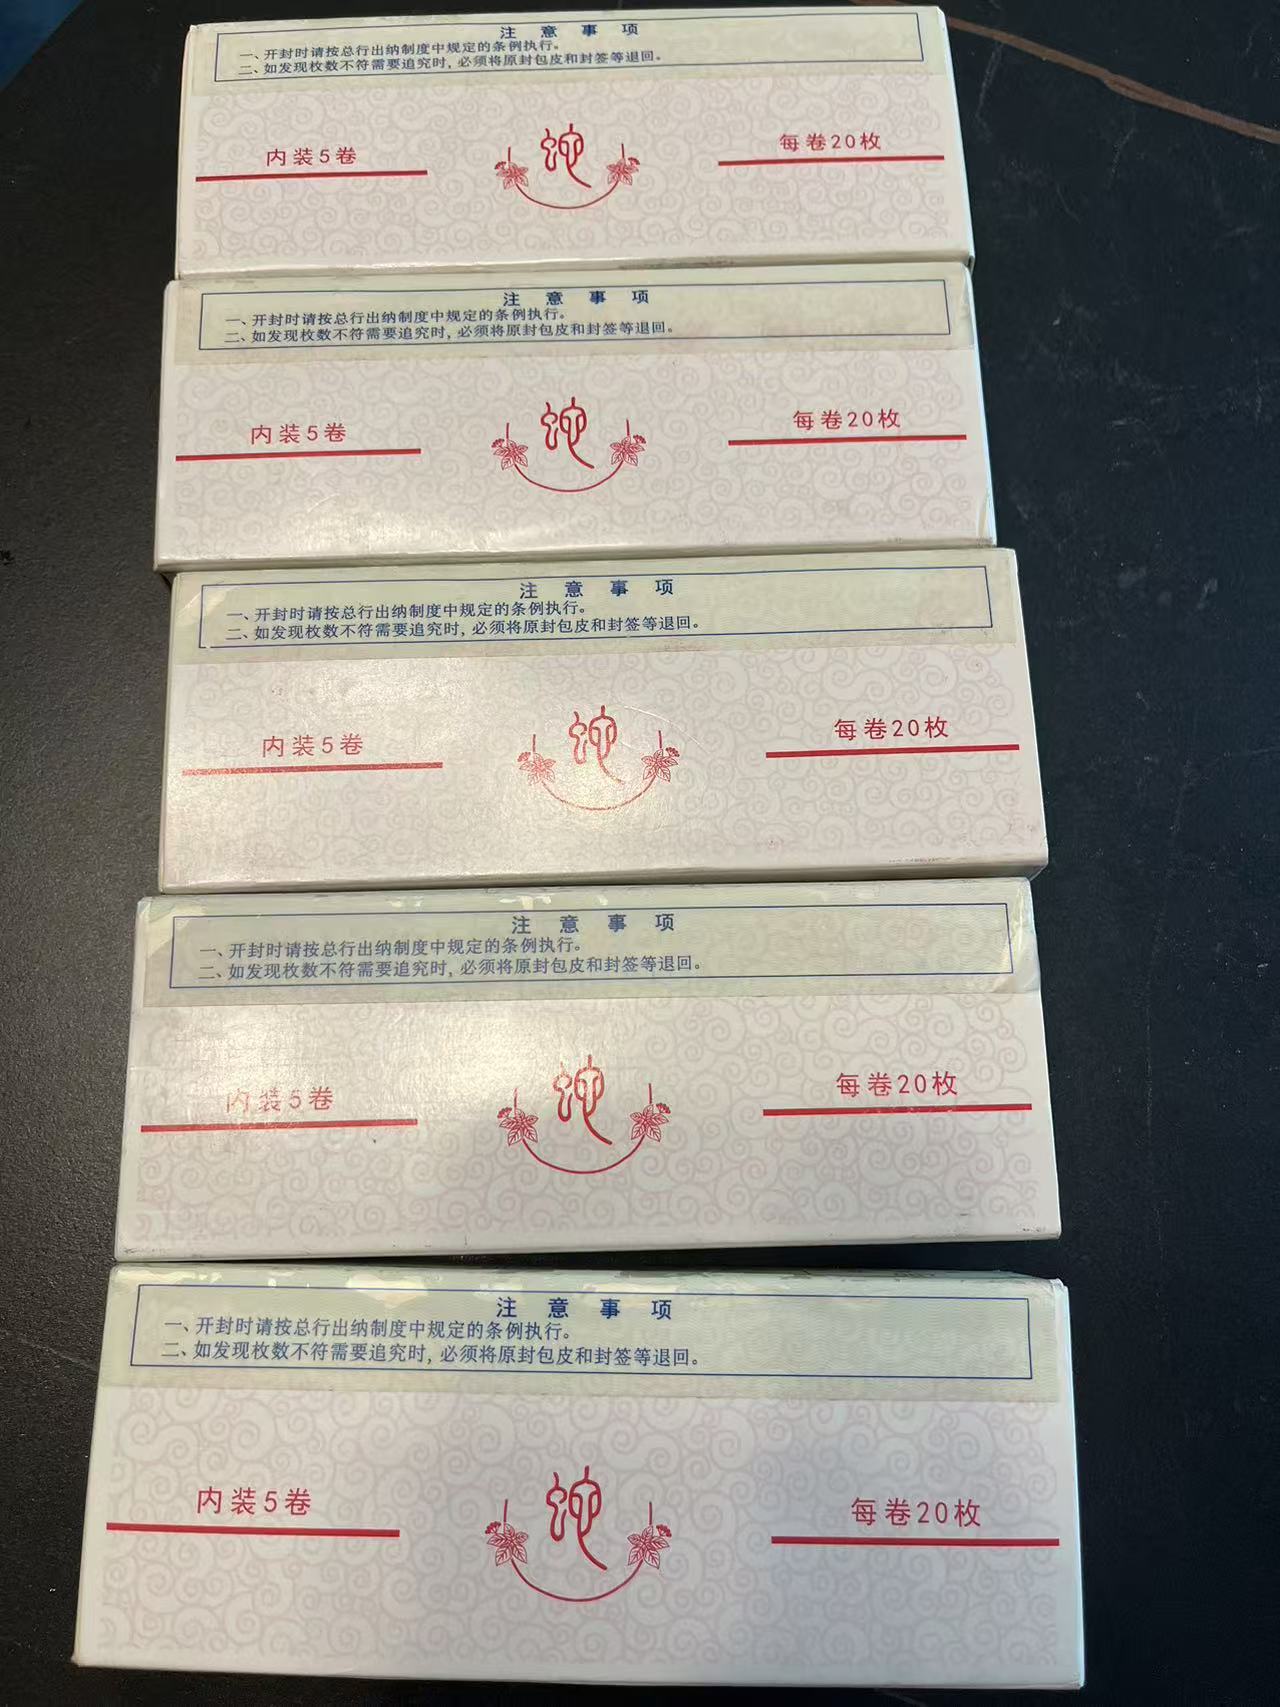 注意事项
一、开封时请按总行出纳制度中规定的条例执行。
二、如发现枚数不符需要追究时，必须将原封包皮和封签等退回。
内装5卷
蛇
每卷20枚
注意事项
一、开封时请按总行出纳制度中规定的条例执行。
二、如发现枚数不符需要追究时，必须将原封包皮和封签等退回。
内装5卷
蛇
每卷20枚
注意事项
一、开封时请按总行出纳制度中规定的条例执行。
二、如发现枚数不符需要追究时，必须将原封包皮和封签等退回。
内装5卷
蛇
每卷20枚
注意事项
一、开封时请按总行出纳制度中规定的条例执行。
二、如发现枚数不符需要追究时，必须将原封包皮和封签等退回。
内装5卷
蛇
每卷20枚
注意事项
一、开封时请按总行出纳制度中规定的条例执行。
二、如发现枚数不符需要追究时，必须将原封包皮和封签等退回。
内装5卷
蛇
每卷20枚